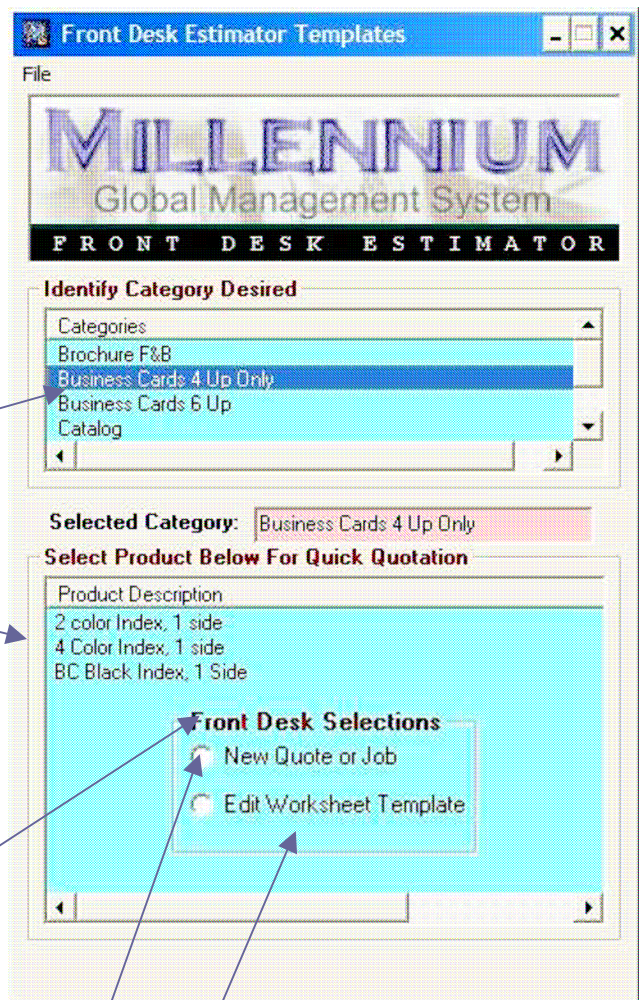 Front Desk Estimator Templates
File
MILLENNIUM
Global Management System
FRONT DESK ESTIMATOR
Identify Category Desired
Categories
Brochure F&B
Business Cards 4 Up Only
Business Cards 6 Up
Catalog
Selected Category: Business Cards 4 Up Only
Select Product Below For Quick Quotation
Product Description
2 color Index, 1 side
4 Color Index, 1 side
BC Black Index, 1 Side
Front Desk Selections
New Quote or Job
Edit Worksheet Template